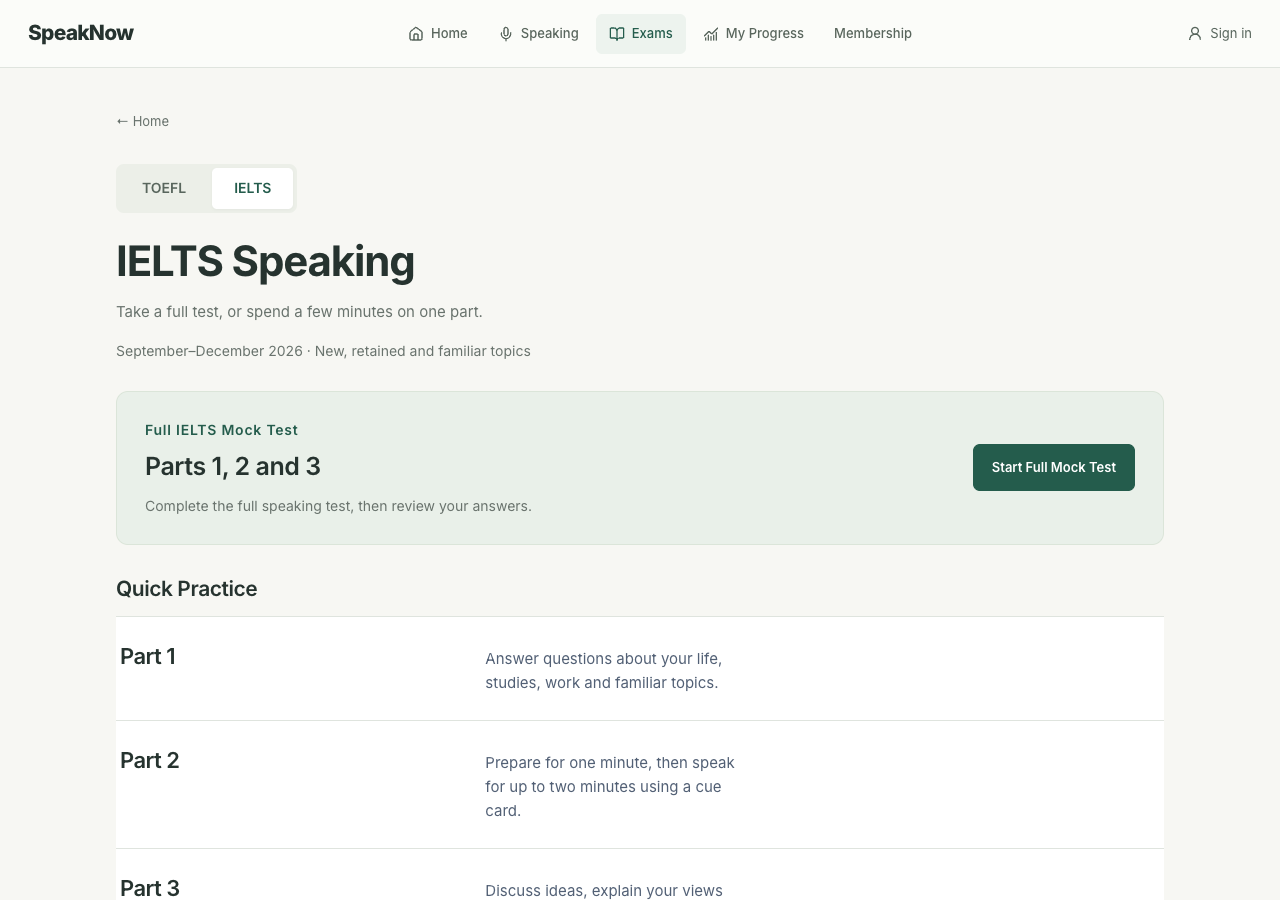 SpeakNow
Home
Speaking
Exams
My Progress
Membership
Sign in
← Home
TOEFL
IELTS
IELTS Speaking
Take a full test, or spend a few minutes on one part.
September–December 2026 · New, retained and familiar topics
Full IELTS Mock Test
Parts 1, 2 and 3
Complete the full speaking test, then review your answers.
Start Full Mock Test
Quick Practice
Part 1
Answer questions about your life,
studies, work and familiar topics.
Part 2
Prepare for one minute, then speak
for up to two minutes using a cue
card.
Part 3
Discuss ideas, explain your views